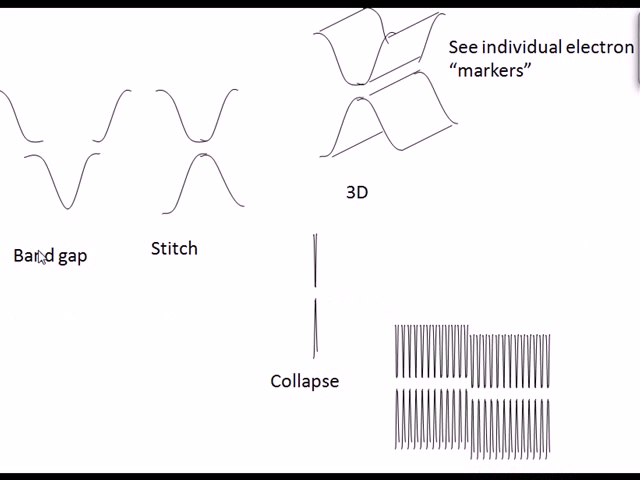 See individual electron
“markers”
3D
Band gap
Stitch
Collapse